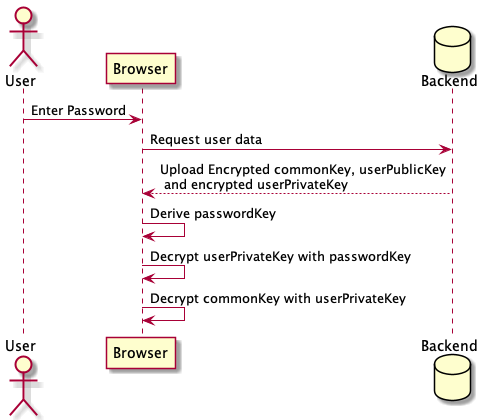 User
Browser
Backend
Enter Password
Request user data
Upload Encrypted commonKey, userPublicKey
and encrypted userPrivateKey
Derive passwordKey
Decrypt userPrivateKey with passwordKey
Decrypt commonKey with userPrivateKey
User
Browser
Backend